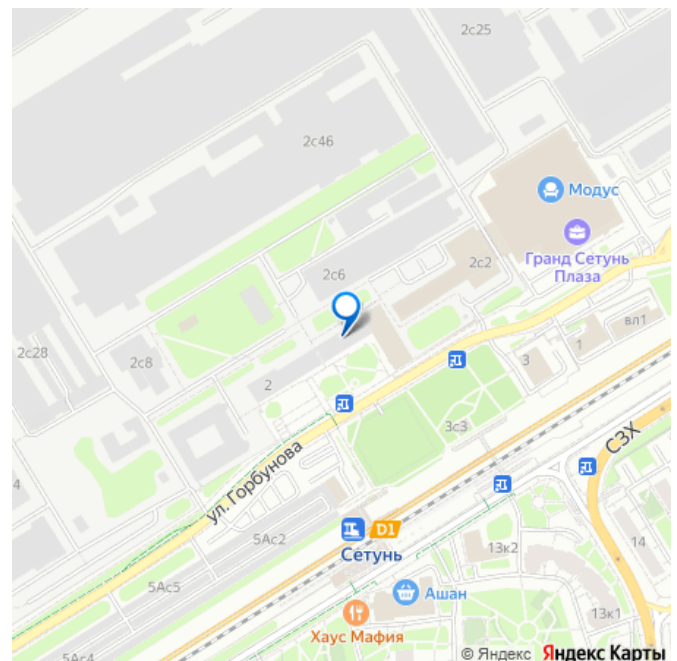 2с25
2с46
Модус
Гранд Сетунь
Плаза
2с2
2с6
вл1
1
3
2с28
2с8
2
3с3
СЗХ
ул. Горбунова
4
5Ас2
D1
Сетунь
13к2
14
5Ас5
Ашан
13к1
Хаус Мафия
5Ас4
© Яндекс Яндекс Карты